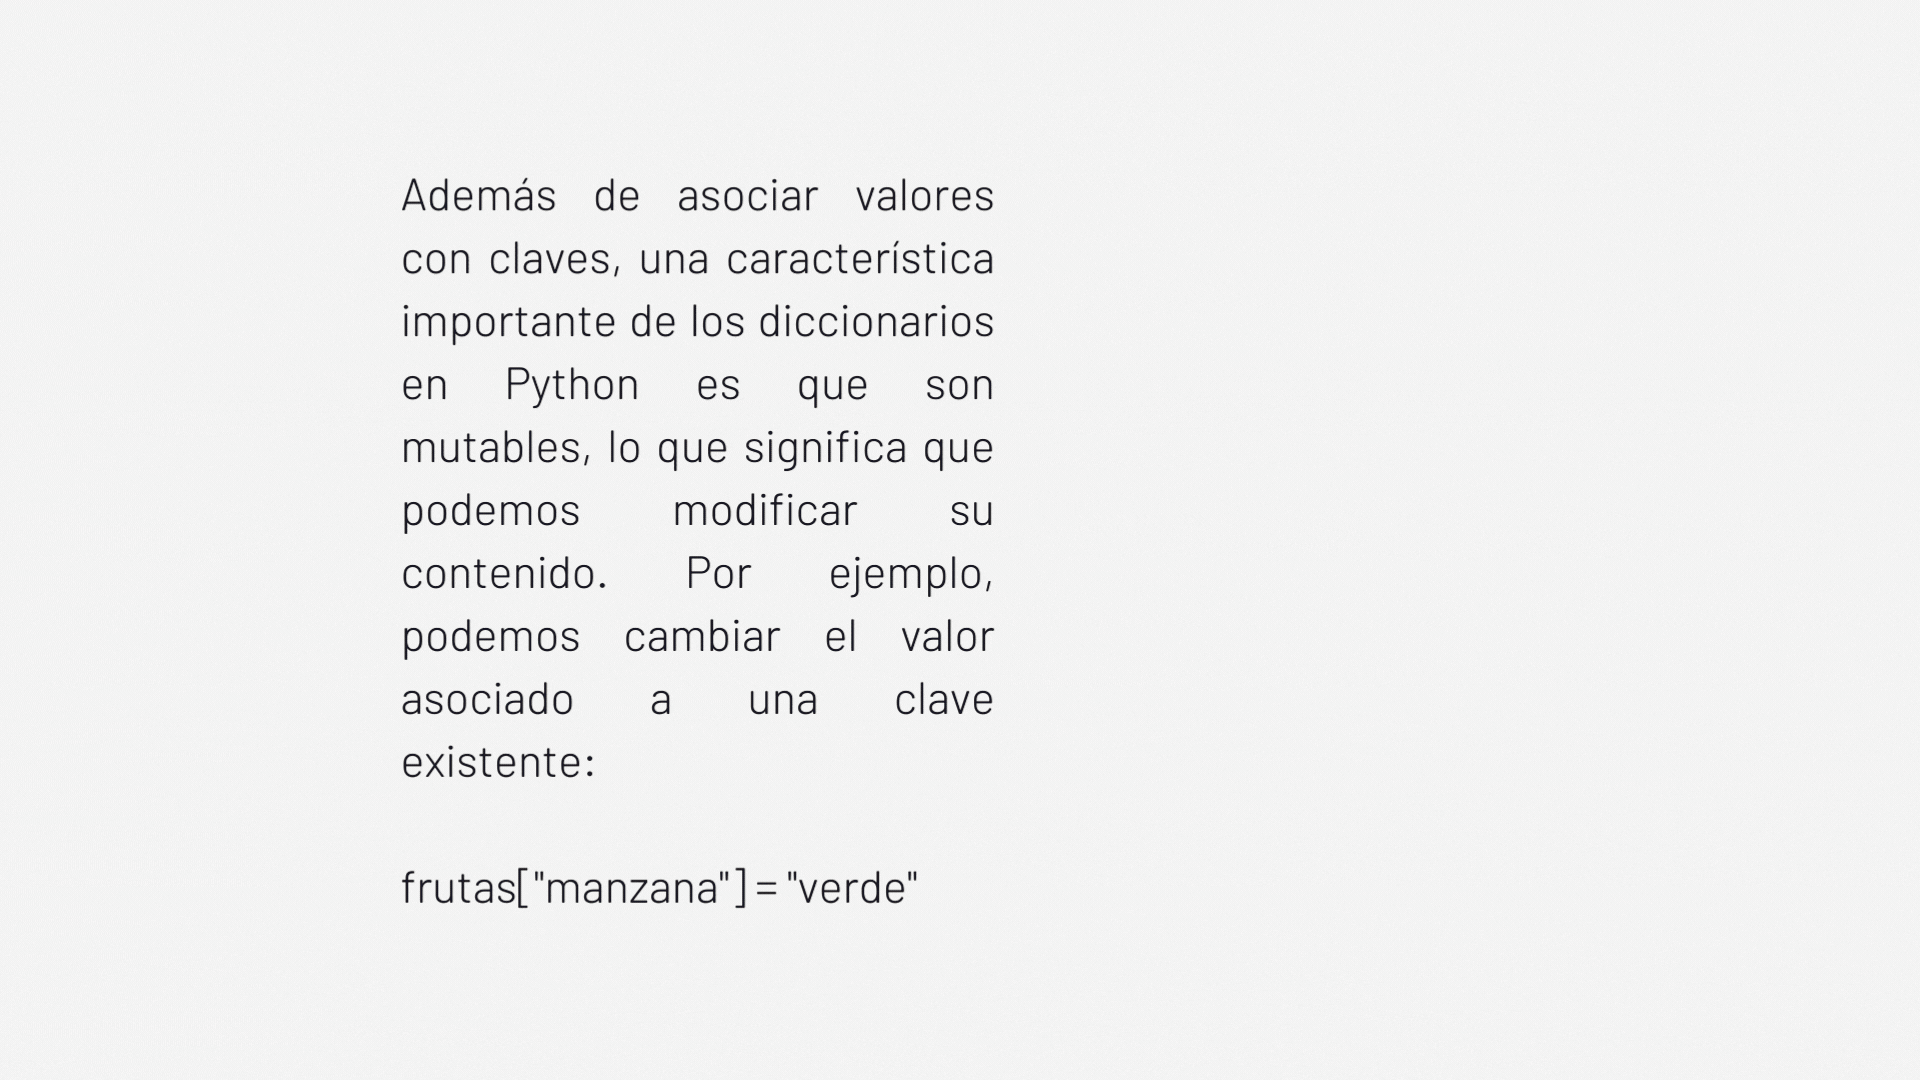 Además de asociar valores
con claves, una característica
importante de los diccionarios
en Python es que son
mutables, lo que significa que
podemos modificar su
contenido. Por ejemplo,
podemos cambiar el valor
asociado a una clave
existente:
frutas["manzana"] = "verde"